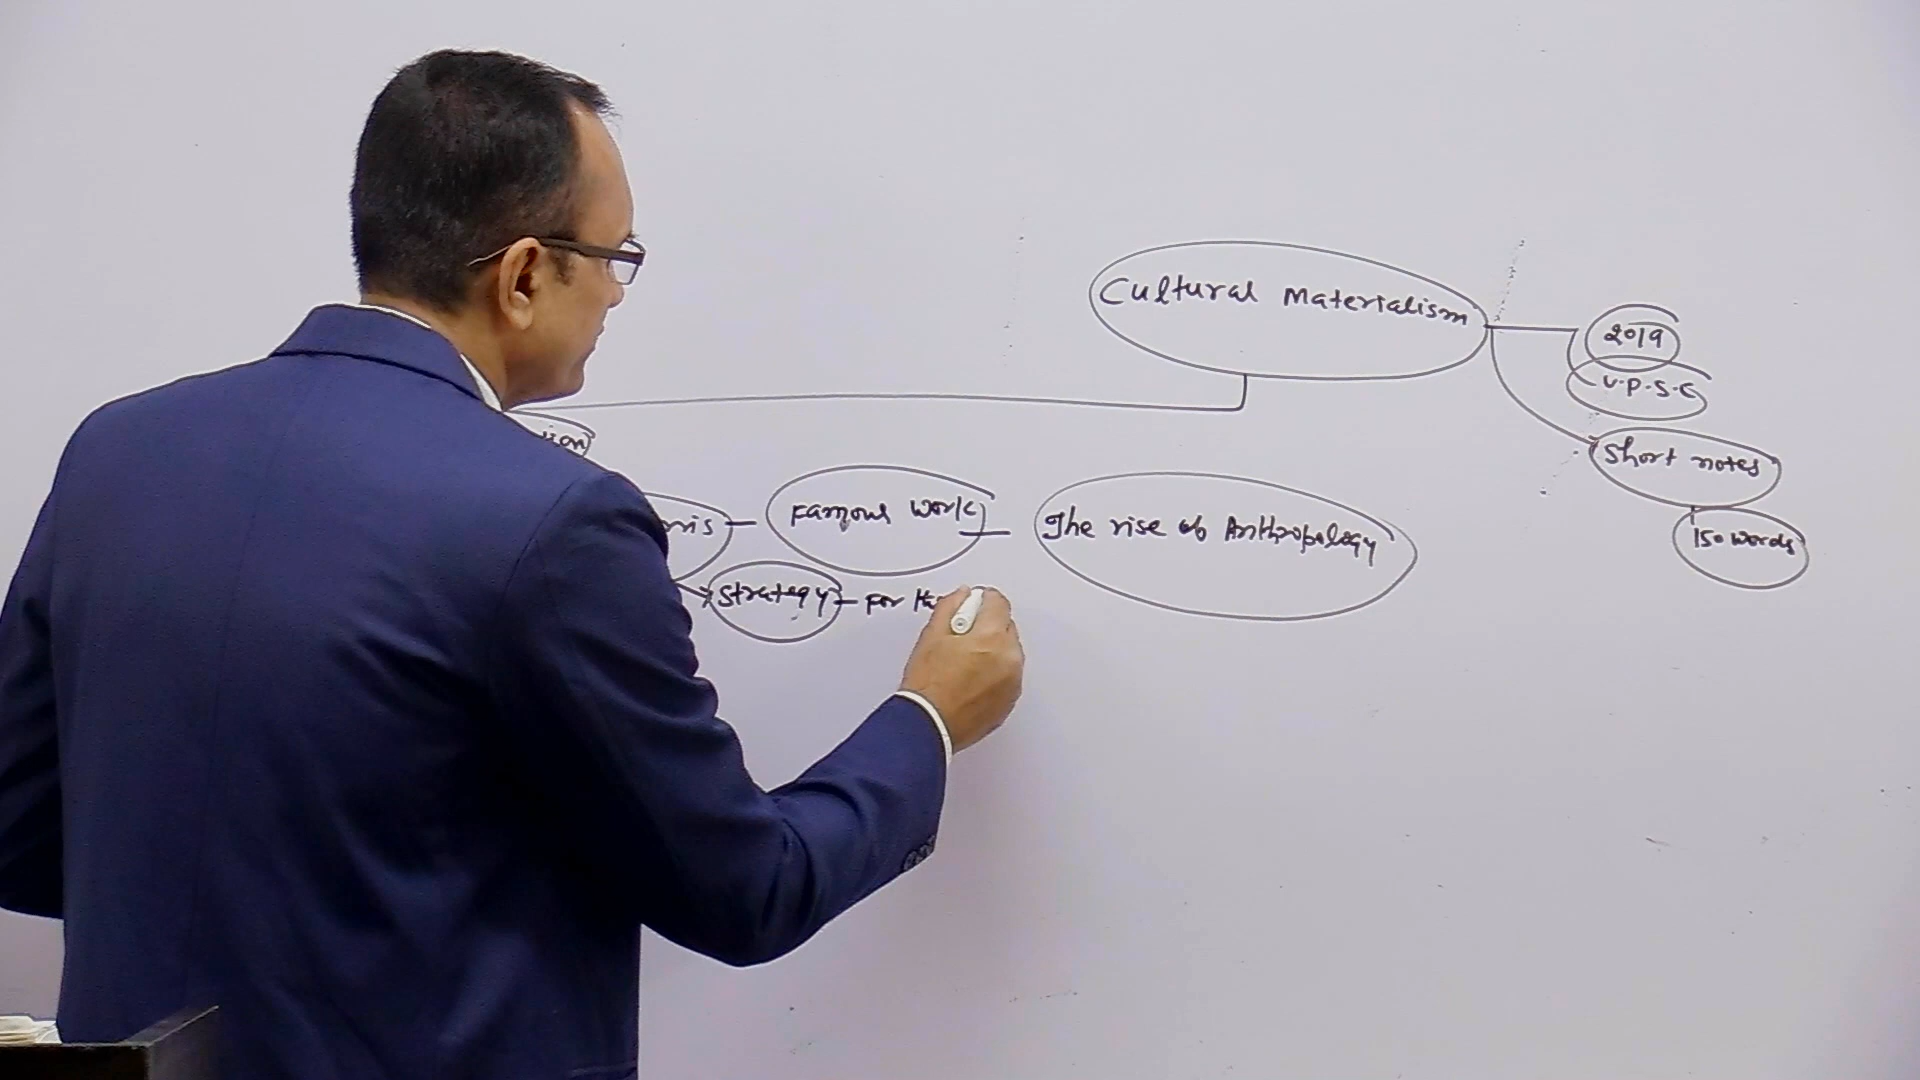 Cultural Materialism
2019
U.P.S.C
Short notes
150 words
Famous work
The rise of Anthropology
Strategy - For